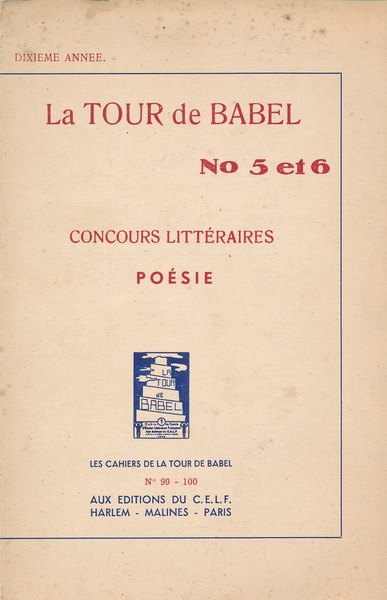 DIXIEME ANNEE.
La TOUR de BABEL
No 5 et 6
CONCOURS LITTÉRAIRES
POÉSIE
LA
TOUR
de
BABEL
LES CAHIERS DE LA TOUR DE BABEL
N° 99 - 100
AUX EDITIONS DU C.E.L.F.
HARLEM - MALINES - PARIS